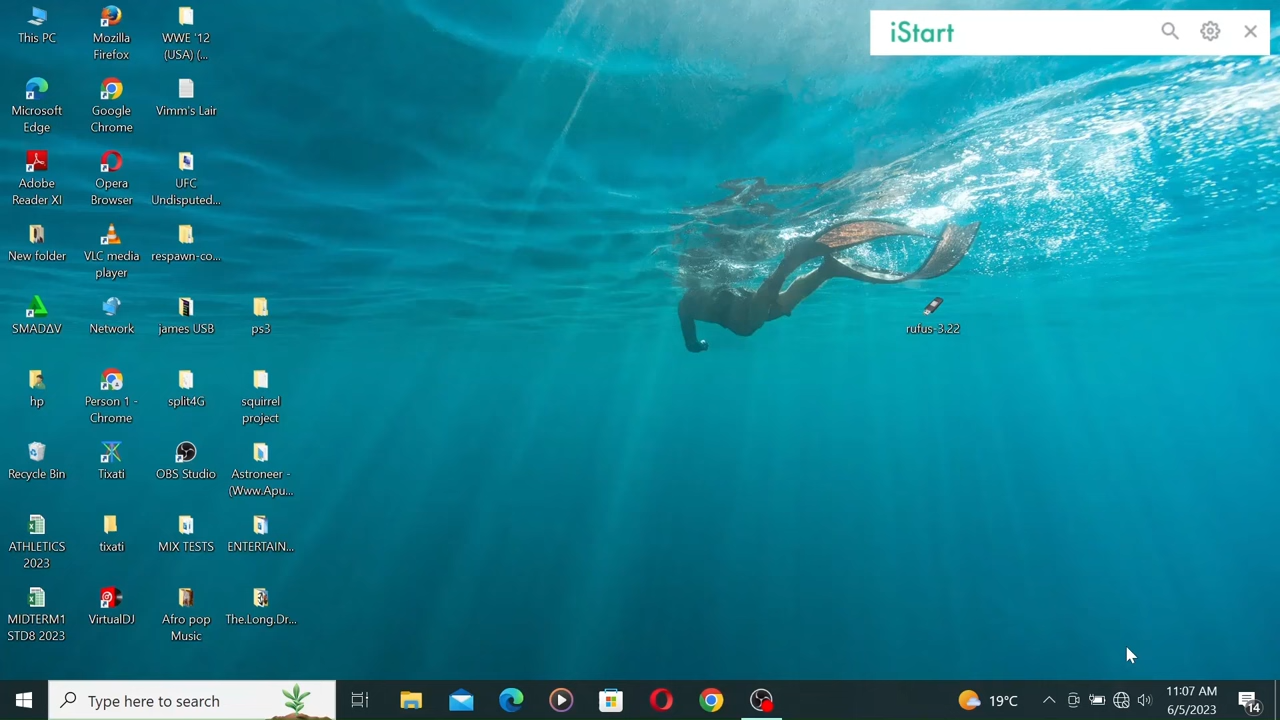 iStart
This PC
Mozilla
Firefox
WWE '12
(USA) (...
Microsoft
Edge
Google
Chrome
Vimm's Lair
Adobe
Reader XI
Opera
Browser
UFC
Undisputed...
New folder
VLC media
player
respawn-co...
SMADΔV
Network
james USB
ps3
rufus-3.22
hp
Person 1 -
Chrome
split4G
squirrel
project
Recycle Bin
Tixati
OBS Studio
Astroneer -
(Www.Apu...
ATHLETICS
2023
tixati
MIX TESTS
ENTERTAIN...
MIDTERM1
STD8 2023
VirtualDJ
Afro pop
Music
The.Long.Dr...
Type here to search
19°C
11:07 AM
6/5/2023
14